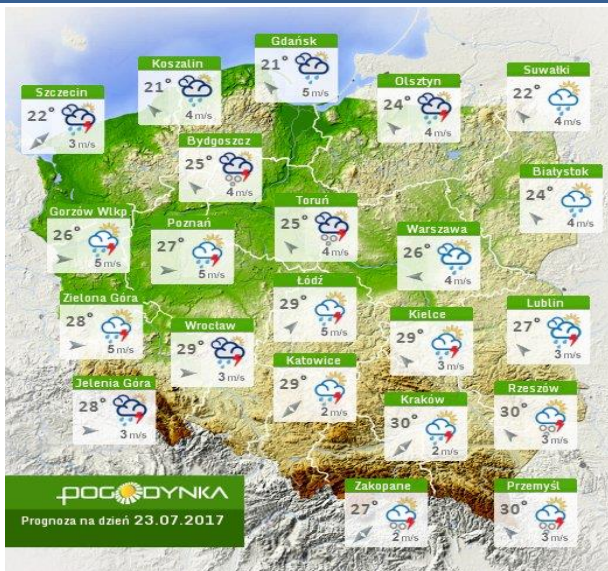 Gdańsk
21°
5 m/s
Koszalin
21°
4 m/s
Suwałki
22°
4 m/s
Olsztyn
24°
4 m/s
Szczecin
22°
3 m/s
Bydgoszcz
25°
4 m/s
Białystok
24°
4 m/s
Gorzów Wlkp
26°
5 m/s
Poznań
27°
5 m/s
Toruń
25°
4 m/s
Warszawa
26°
4 m/s
Zielona Góra
28°
5 m/s
Łódź
29°
5 m/s
Lublin
27°
3 m/s
Wrocław
29°
3 m/s
Kielce
29°
3 m/s
Katowice
29°
2 m/s
Jelenia Góra
28°
3 m/s
Kraków
30°
2 m/s
Rzeszów
30°
3 m/s
Zakopane
27°
2 m/s
Przemyśl
30°
3 m/s
POGODYNKA
Prognoza na dzień 23.07.2017